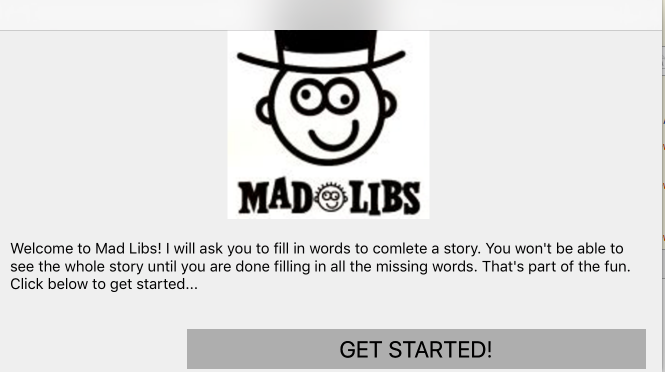 MAD LIBS
Welcome to Mad Libs! I will ask you to fill in words to comlete a story. You won't be able to
see the whole story until you are done filling in all the missing words. That's part of the fun.
Click below to get started...
GET STARTED!